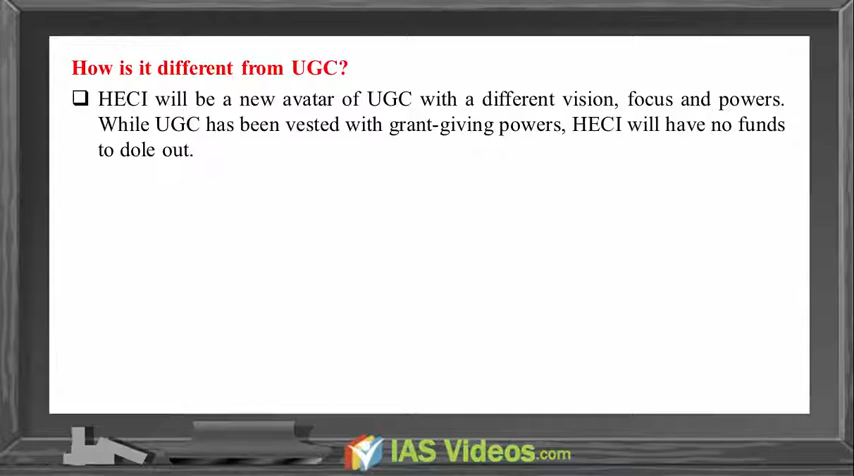 How is it different from UGC?
❑ HECI will be a new avatar of UGC with a different vision, focus and powers.
While UGC has been vested with grant-giving powers, HECI will have no funds
to dole out.
IAS Videos.com